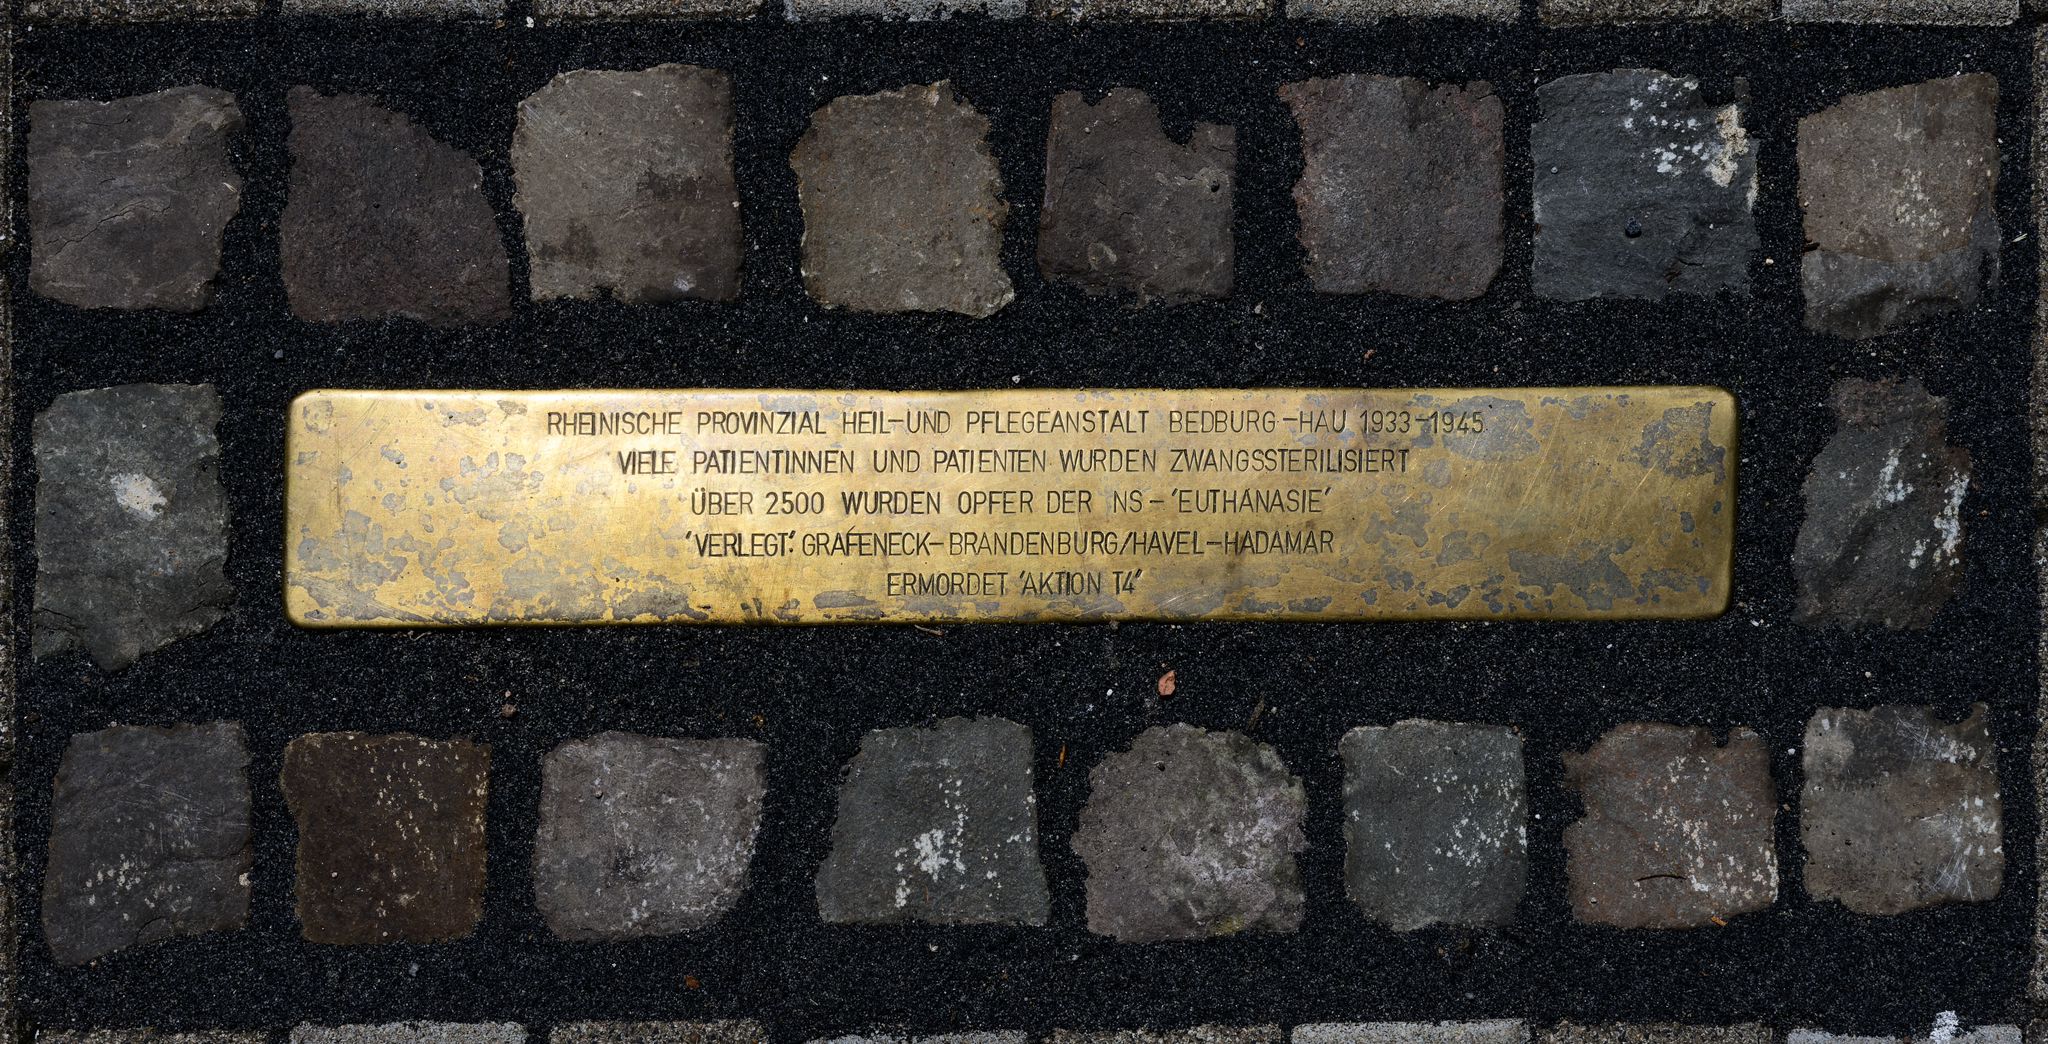 RHEINISCHE PROVINZIAL HEIL-UND PFLEGEANSTALT BEDBURG-HAU 1933-1945
VIELE PATIENTINNEN UND PATIENTEN WURDEN ZWANGSSTERILISIERT
ÜBER 2500 WURDEN OPFER DER NS-'EUTHANASIE'
'VERLEGT': GRAFENECK-BRANDENBURG/HAVEL-HADAMAR
ERMORDET 'AKTION T4'